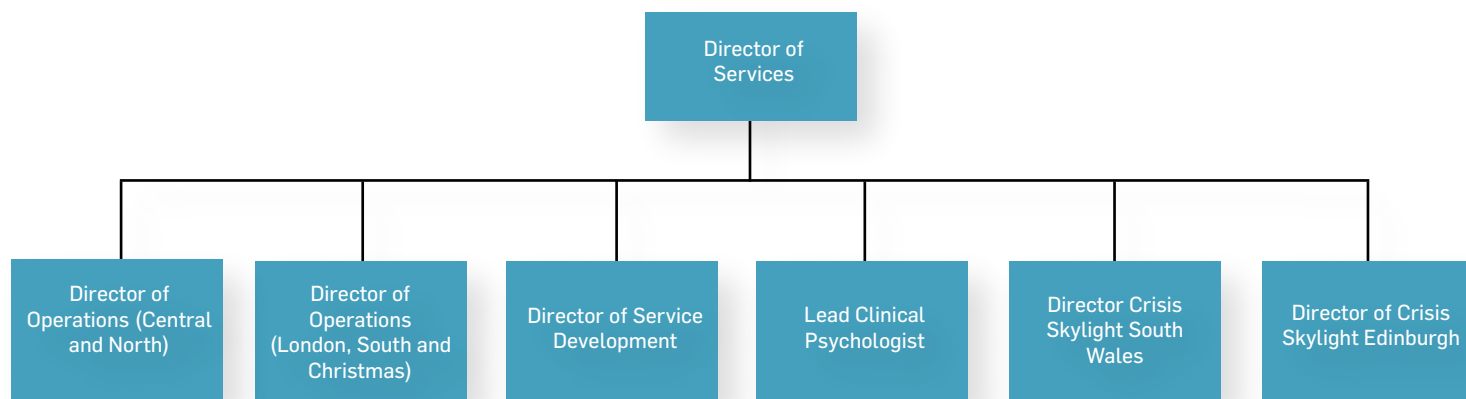 Director of
Services
Director of
Operations (Central
and North)
Director of
Operations
(London, South and
Christmas)
Director of Service
Development
Lead Clinical
Psychologist
Director Crisis
Skylight South
Wales
Director of Crisis
Skylight Edinburgh